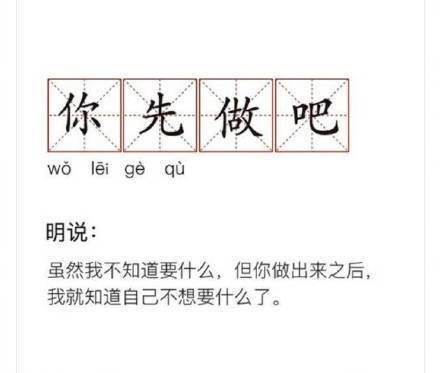 你先做吧
wǒ lēi gè qù
明说：
虽然我不知道要什么，但你做出来之后，
我就知道自己不想要什么了。